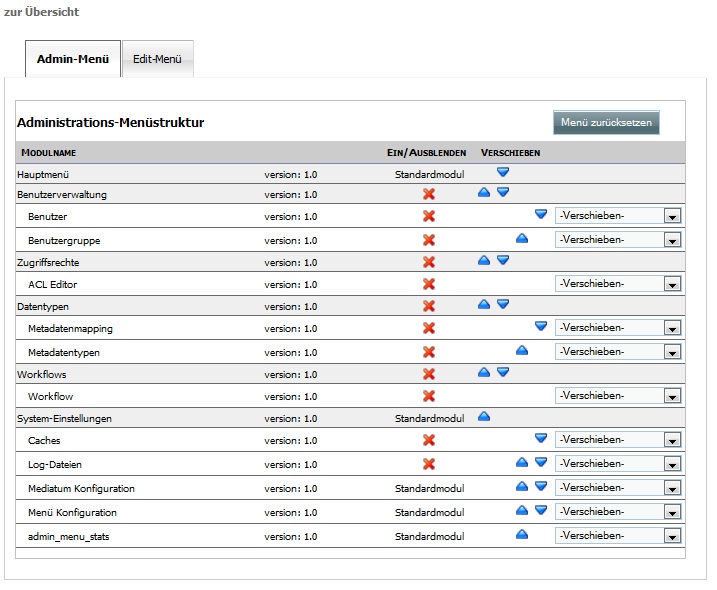 zur Übersicht
Admin-Menü Edit-Menü
Administrations-Menüstruktur Menü zurücksetzen
Modulname Ein/Ausblenden Verschieben
Hauptmenü version: 1.0 Standardmodul
Benutzerverwaltung version: 1.0
Benutzer version: 1.0 -Verschieben-
Benutzergruppe version: 1.0 -Verschieben-
Zugriffsrechte version: 1.0
ACL Editor version: 1.0 -Verschieben-
Datentypen version: 1.0
Metadatenmapping version: 1.0 -Verschieben-
Metadatentypen version: 1.0 -Verschieben-
Workflows version: 1.0
Workflow version: 1.0 -Verschieben-
System-Einstellungen version: 1.0 Standardmodul
Caches version: 1.0 -Verschieben-
Log-Dateien version: 1.0 -Verschieben-
Mediatum Konfiguration version: 1.0 Standardmodul -Verschieben-
Menü Konfiguration version: 1.0 Standardmodul -Verschieben-
admin_menu_stats version: 1.0 Standardmodul -Verschieben-